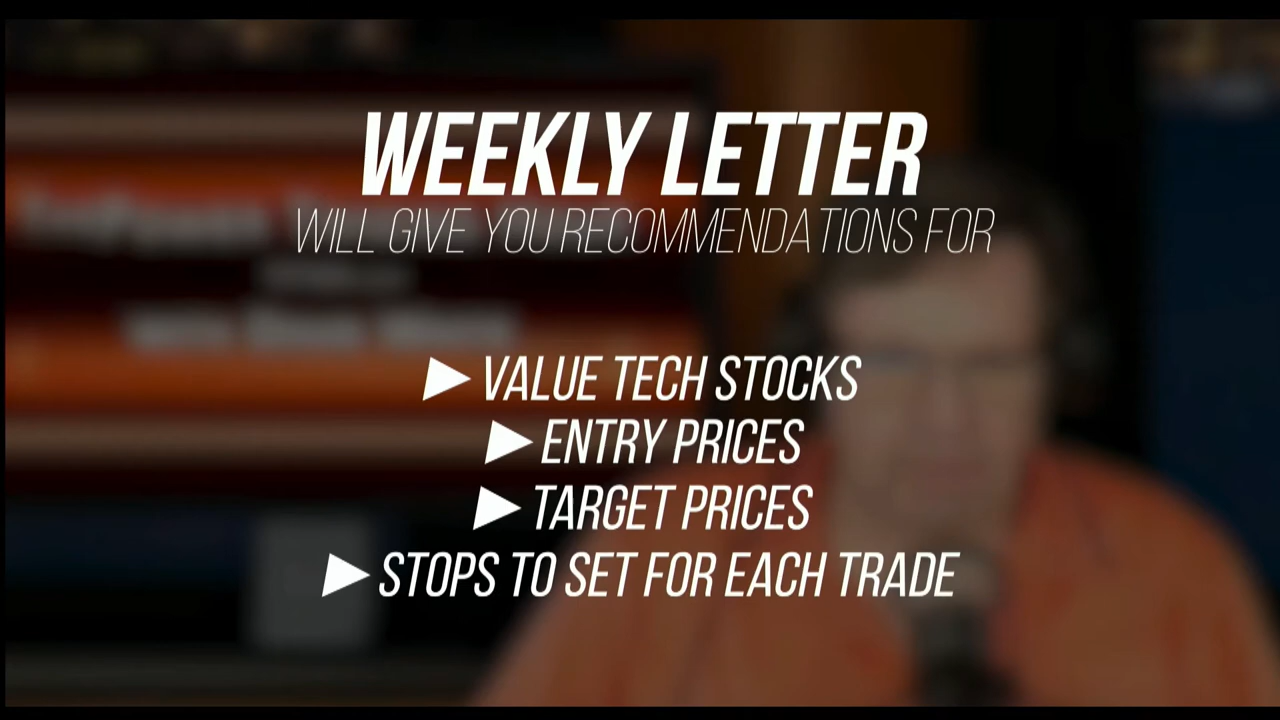 WEEKLY LETTER
WILL GIVE YOU RECOMMENDATIONS FOR
▶ VALUE TECH STOCKS
▶ ENTRY PRICES
▶ TARGET PRICES
▶ STOPS TO SET FOR EACH TRADE